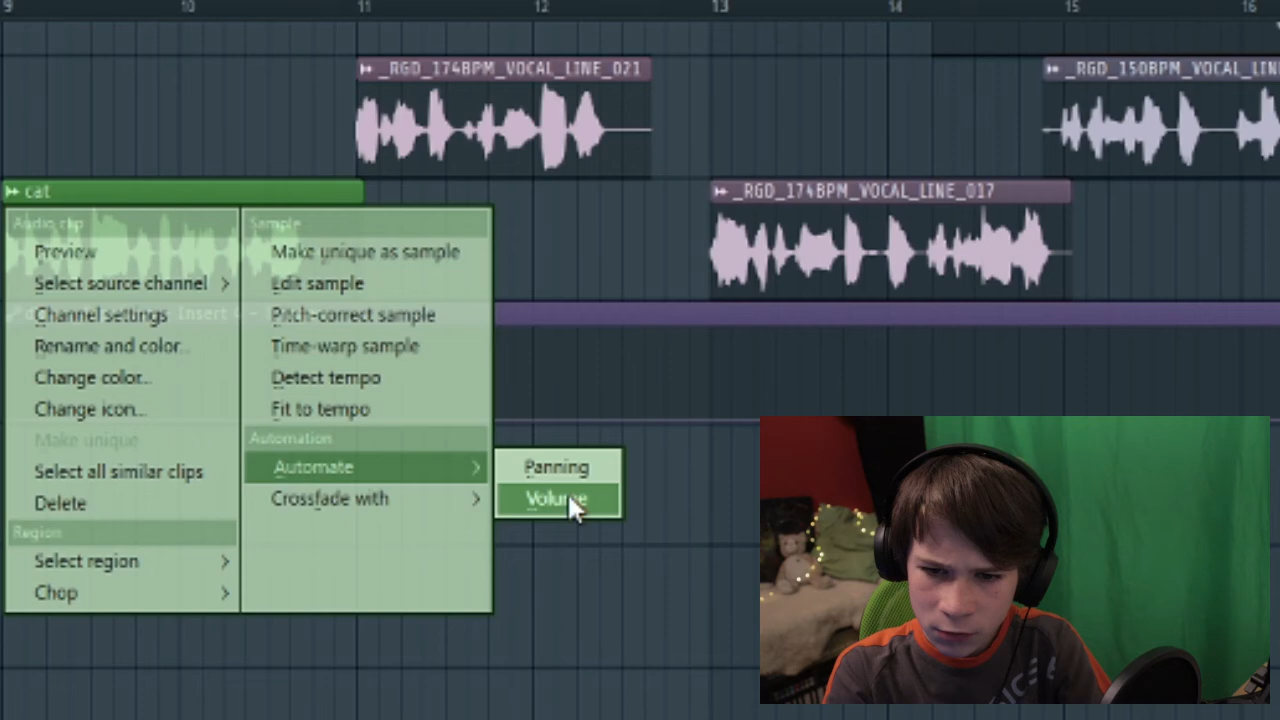 9 10 11 12 13 14 15 16
_RGD_174BPM_VOCAL_LINE_021
_RGD_150BPM_VOCAL_LIN
cat
_RGD_174BPM_VOCAL_LINE_017
Audio clip
Sample
Preview
Make unique as sample
Select source channel
Edit sample
Channel settings
Insert
Pitch-correct sample
Rename and color...
Time-warp sample
Change color...
Detect tempo
Change icon...
Fit to tempo
Make unique
Automation
Select all similar clips
Automate
Panning
Delete
Crossfade with
Volume
Region
Select region
Chop